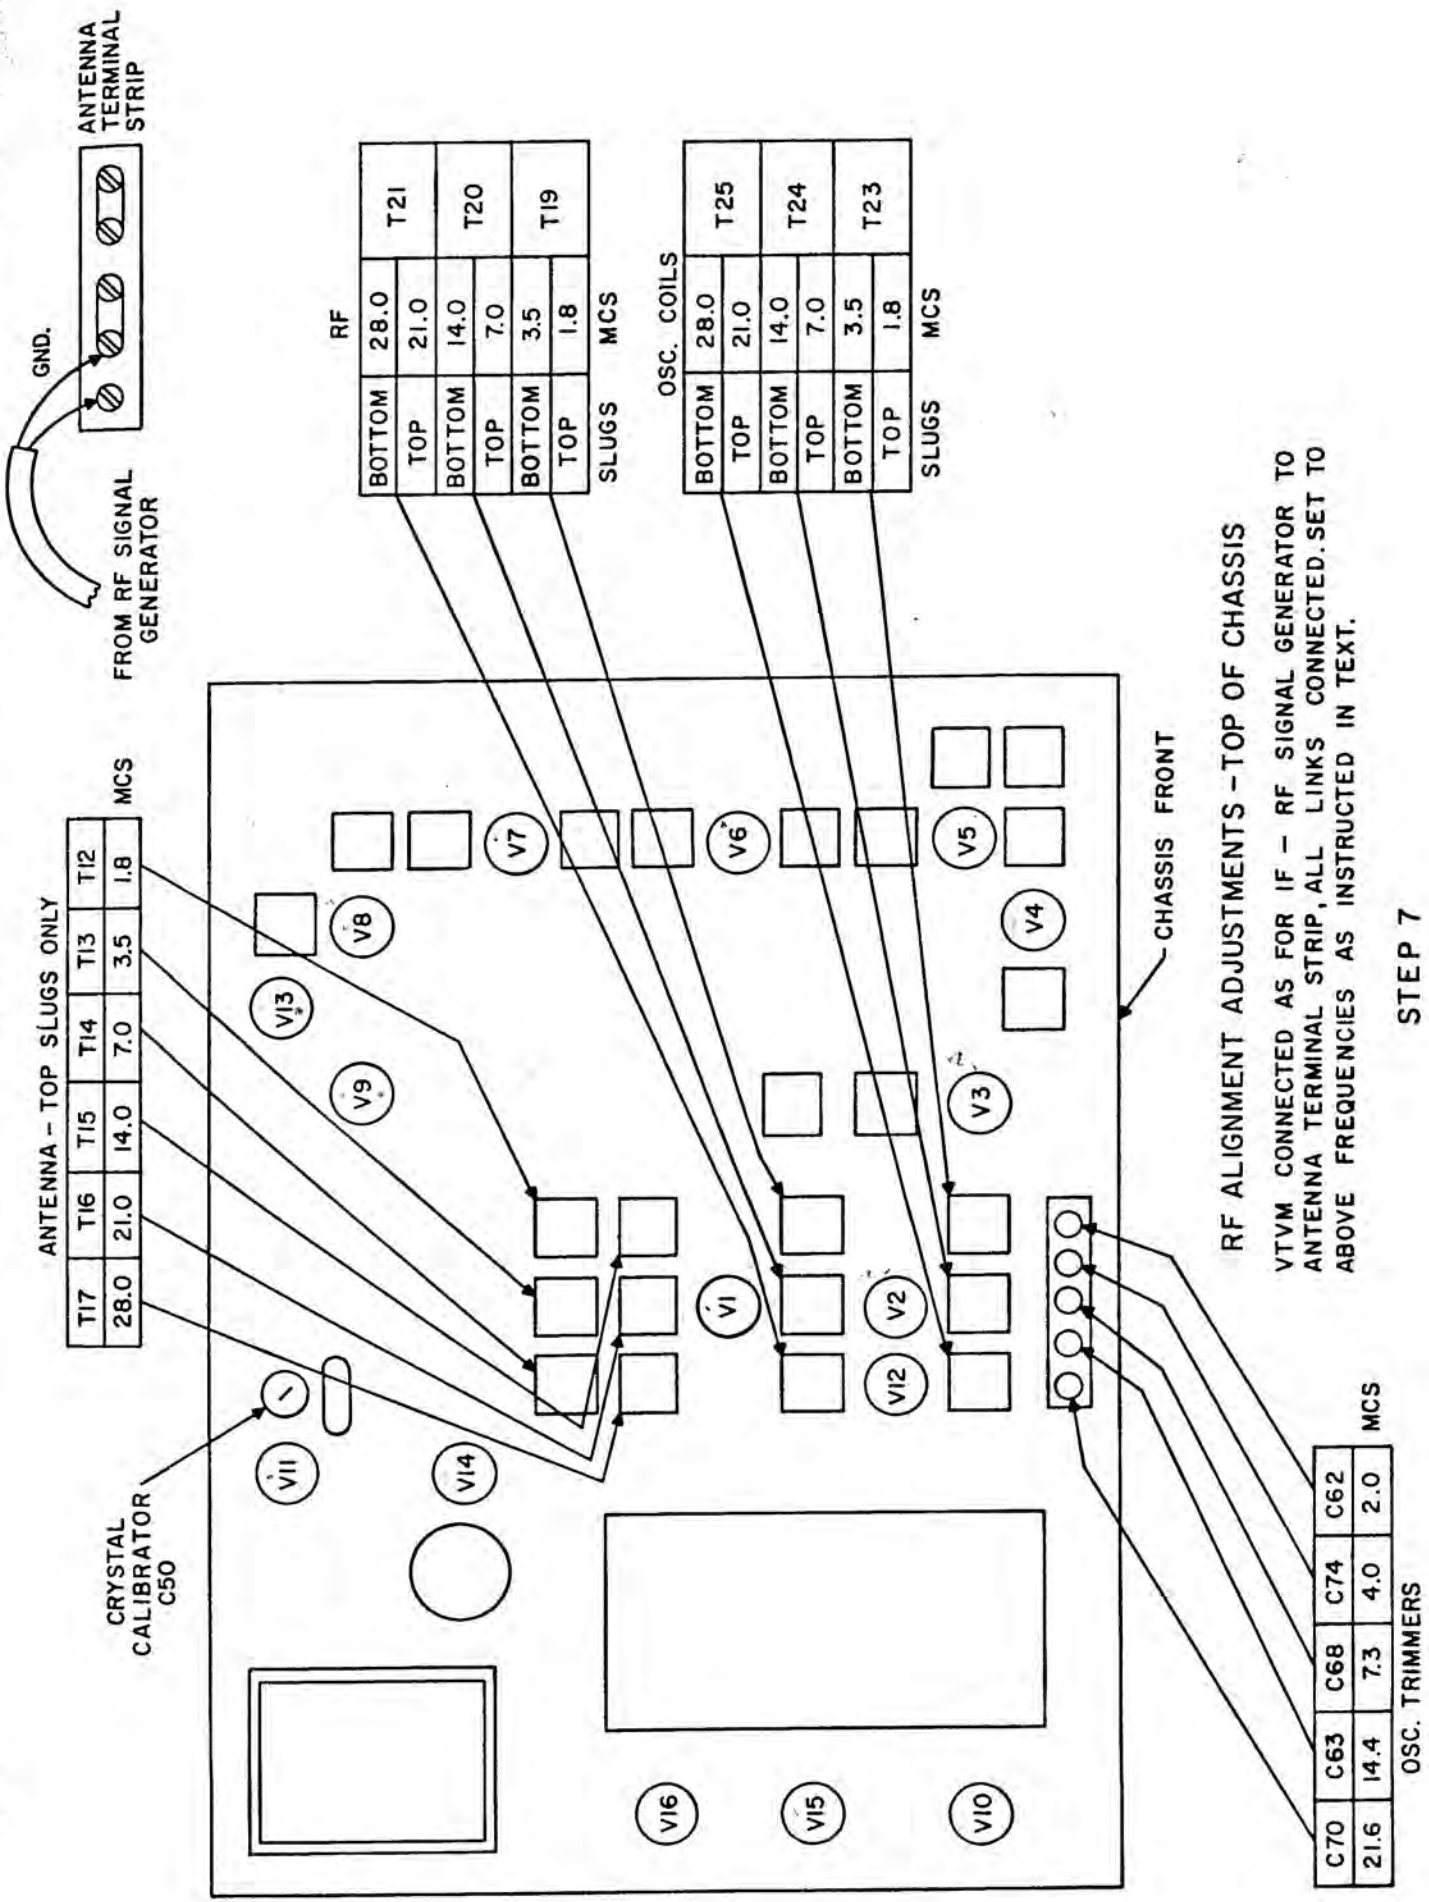 ANTENNA – TOP SLUGS ONLY
T17 T16 T15 T14 T13 T12
28.0 21.0 14.0 7.0 3.5 1.8 MCS
CRYSTAL
CALIBRATOR
C50
FROM RF SIGNAL
GENERATOR
GND.
ANTENNA
TERMINAL
STRIP
V11
V14
V13
V9
V8
V7
V6
V5
V4
V3
V1
V2
V12
V16
V15
V10
RF
BOTTOM 28.0 T21
TOP 21.0
BOTTOM 14.0 T20
TOP 7.0
BOTTOM 3.5 T19
TOP 1.8
SLUGS MCS
OSC. COILS
BOTTOM 28.0 T25
TOP 21.0
BOTTOM 14.0 T24
TOP 7.0
BOTTOM 3.5 T23
TOP 1.8
SLUGS MCS
CHASSIS FRONT
C70 C63 C68 C74 C62
21.6 14.4 7.3 4.0 2.0 MCS
OSC. TRIMMERS
RF ALIGNMENT ADJUSTMENTS – TOP OF CHASSIS
VTVM CONNECTED AS FOR IF – RF SIGNAL GENERATOR TO
ANTENNA TERMINAL STRIP, ALL LINKS CONNECTED. SET TO
ABOVE FREQUENCIES AS INSTRUCTED IN TEXT.
STEP 7